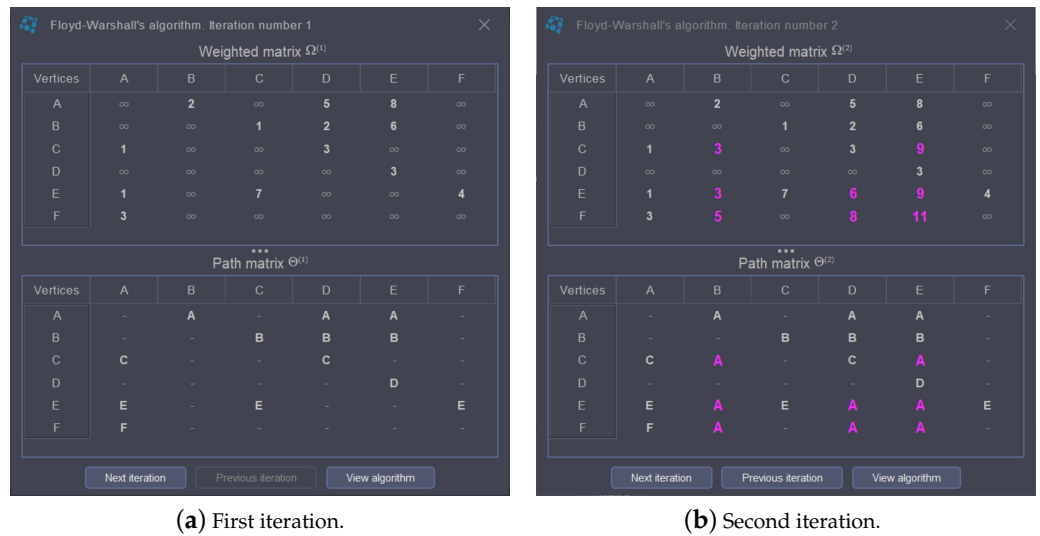 Floyd-Warshall's algorithm. Iteration number 1
Weighted matrix Ω⁽¹⁾
Vertices A B C D E F
A ∞ 2 ∞ 5 8 ∞
B ∞ ∞ 1 2 6 ∞
C 1 ∞ ∞ 3 ∞ ∞
D ∞ ∞ ∞ ∞ 3 ∞
E 1 ∞ 7 ∞ ∞ 4
F 3 ∞ ∞ ∞ ∞ ∞
Path matrix Θ⁽¹⁾
Vertices A B C D E F
A - A - A A -
B - - B B B -
C C - - C - -
D - - - - D -
E E - E - - E
F F - - - - -
Next iteration Previous iteration View algorithm
(a) First iteration.
Floyd-Warshall's algorithm. Iteration number 2
Weighted matrix Ω⁽²⁾
Vertices A B C D E F
A ∞ 2 ∞ 5 8 ∞
B ∞ ∞ 1 2 6 ∞
C 1 3 ∞ 3 9 ∞
D ∞ ∞ ∞ ∞ 3 ∞
E 1 3 7 6 9 4
F 3 5 ∞ 8 11 ∞
Path matrix Θ⁽²⁾
Vertices A B C D E F
A - A - A A -
B - - B B B -
C C A - C A -
D - - - - D -
E E A E A A E
F F A - A A -
Next iteration Previous iteration View algorithm
(b) Second iteration.